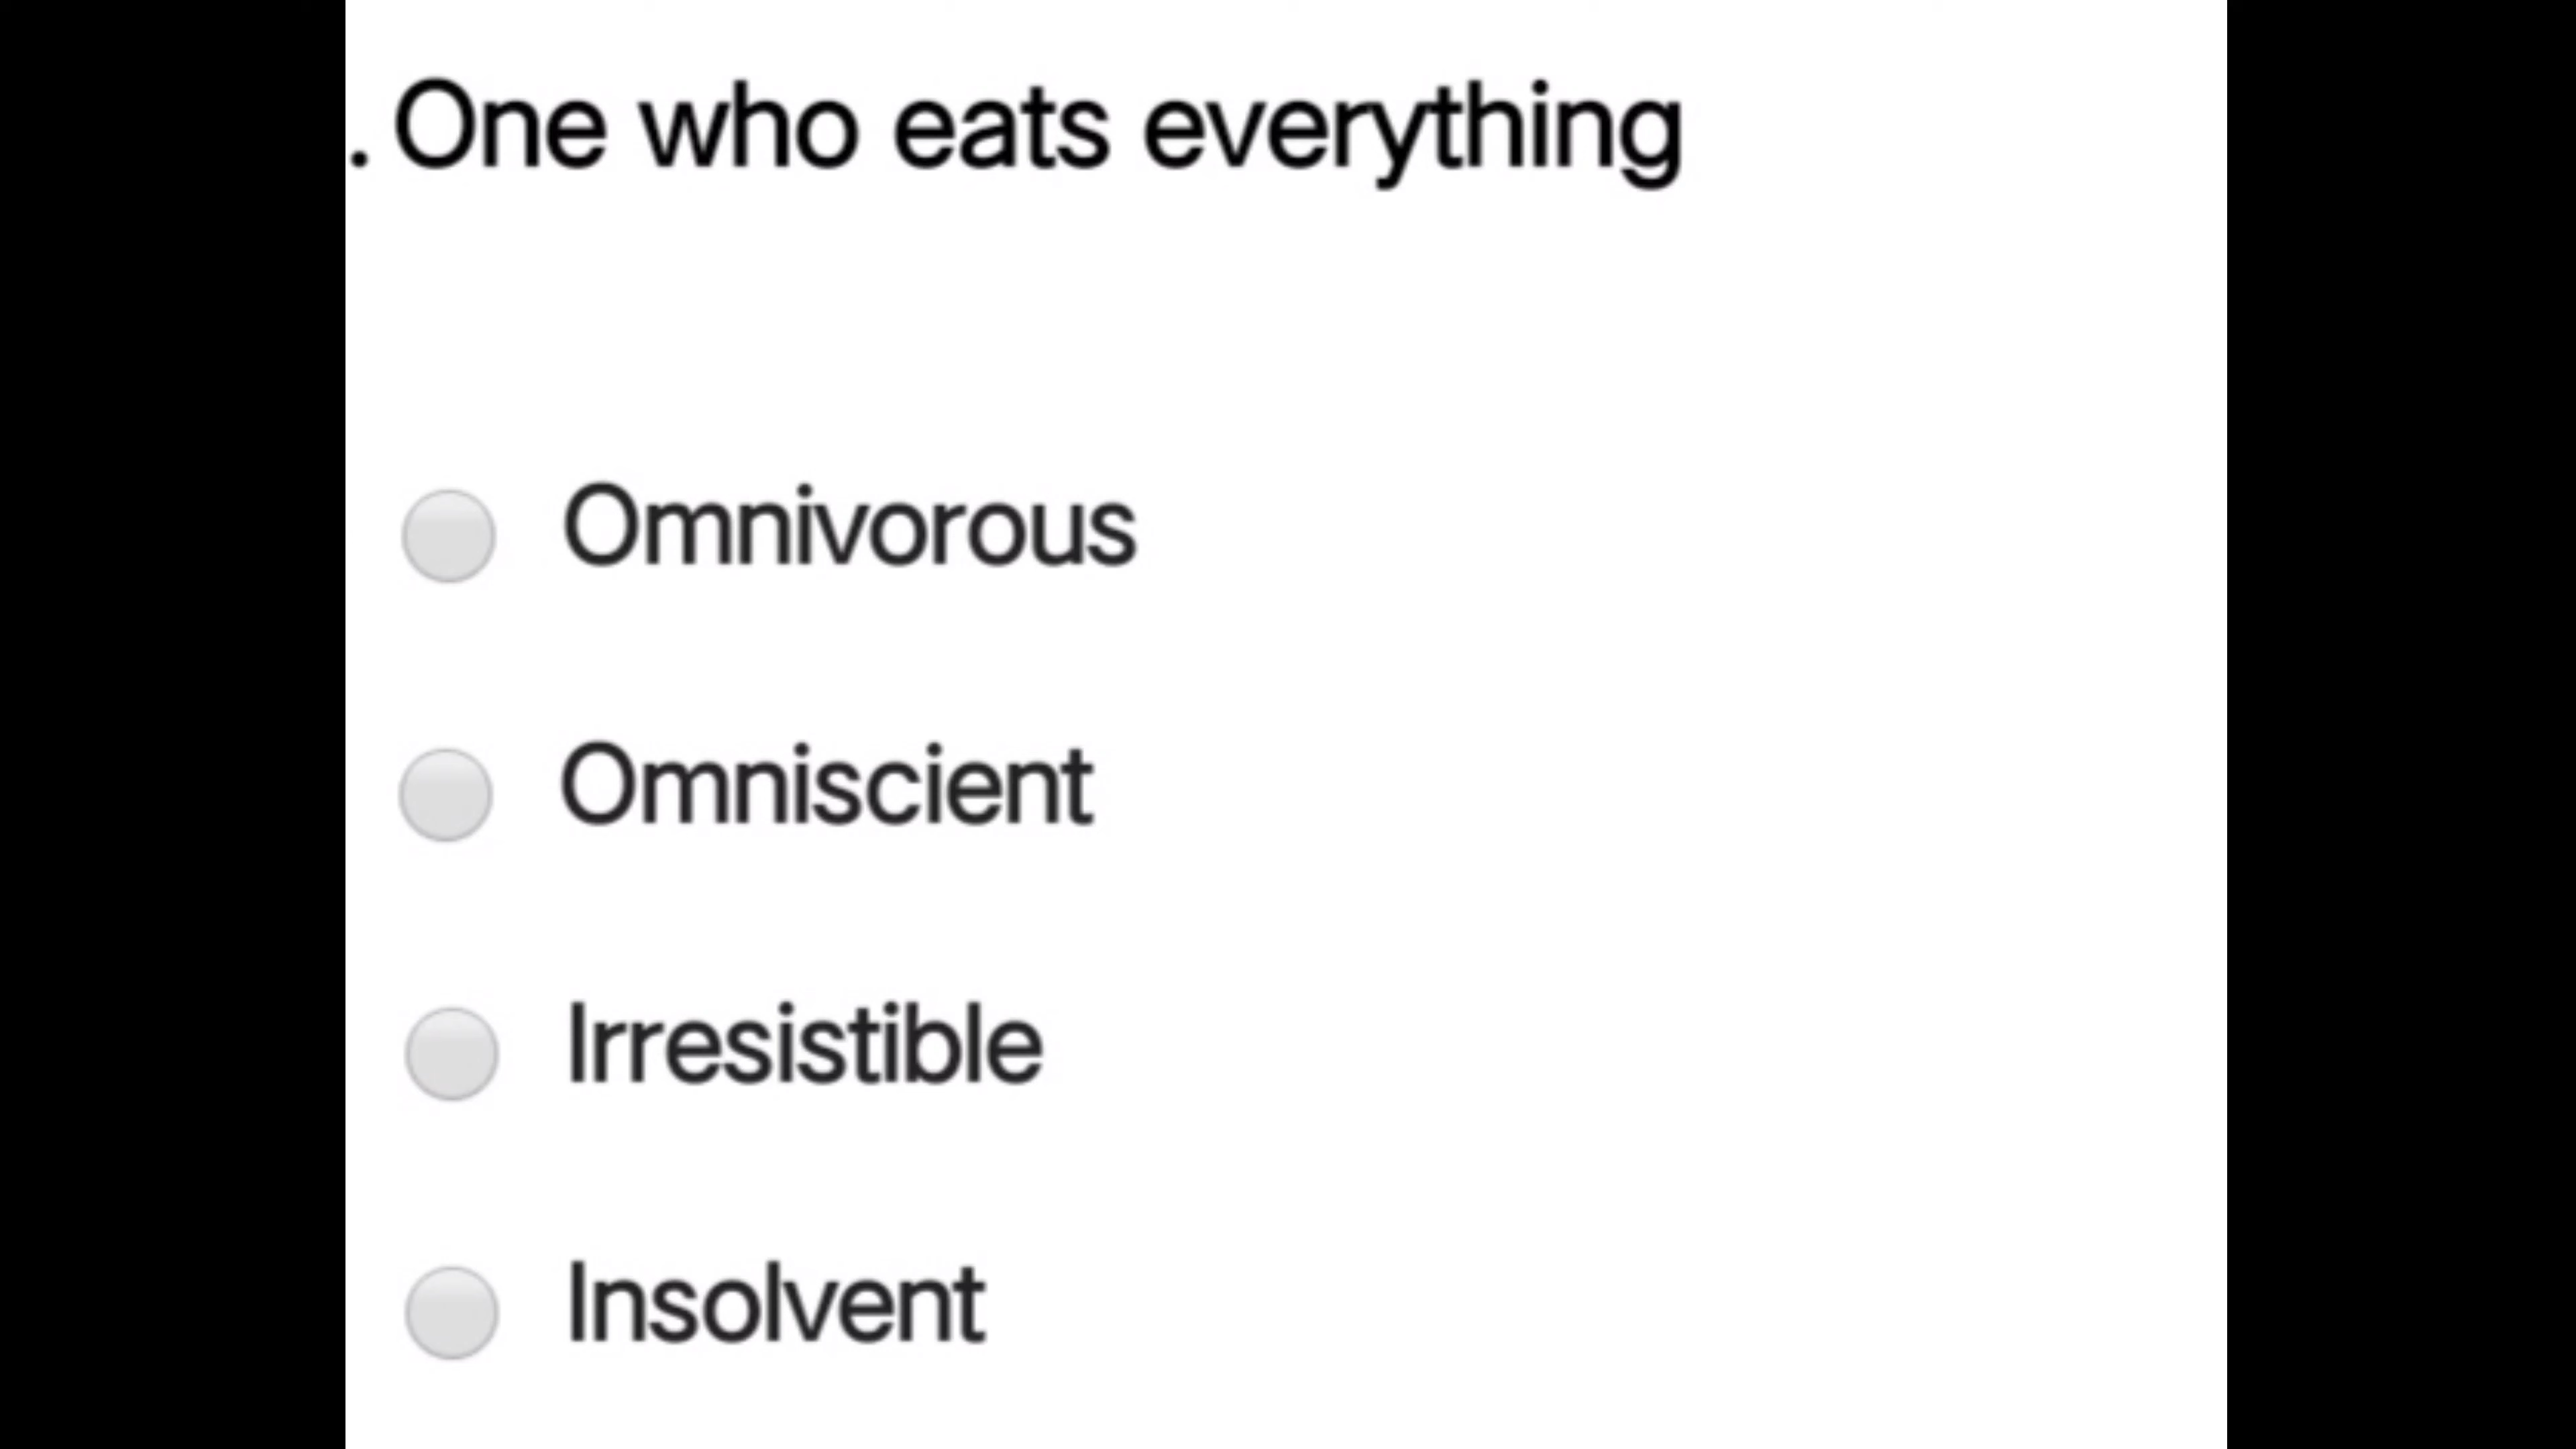 . One who eats everything
Omnivorous
Omniscient
Irresistible
Insolvent